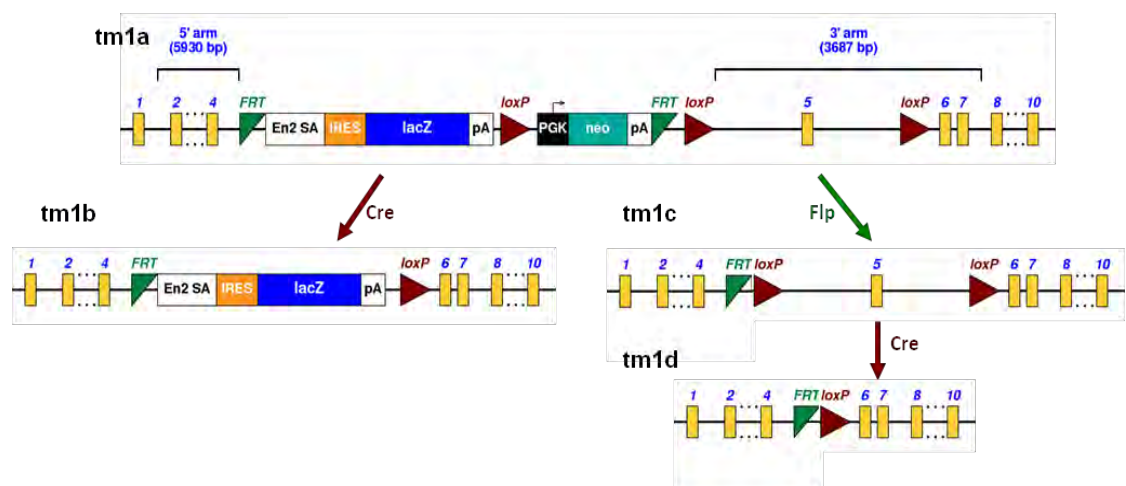 tm1a
5' arm
(5930 bp)
3' arm
(3687 bp)
1 2 4 FRT loxP FRT loxP 5 loxP 6 7 8 10
En2 SA IRES lacZ pA PGK neo pA
Cre
Flp
tm1b
1 2 4 FRT loxP 6 7 8 10
En2 SA IRES lacZ pA
tm1c
1 2 4 FRT loxP 5 loxP 6 7 8 10
Cre
tm1d
1 2 4 FRT loxP 6 7 8 10